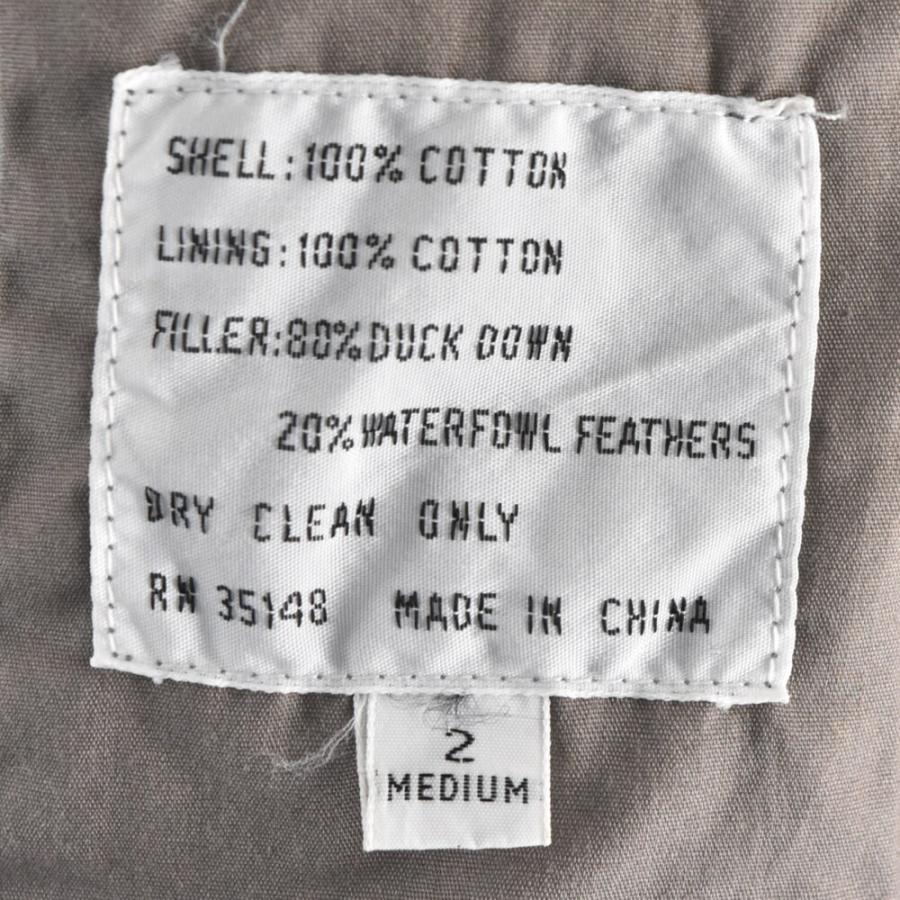 SHELL:100% COTTON
LINING:100% COTTON
FILLER:80% DUCK DOWN
20% WATERFOWL FEATHERS
DRY CLEAN ONLY
RN 35148 MADE IN CHINA
2
MEDIUM